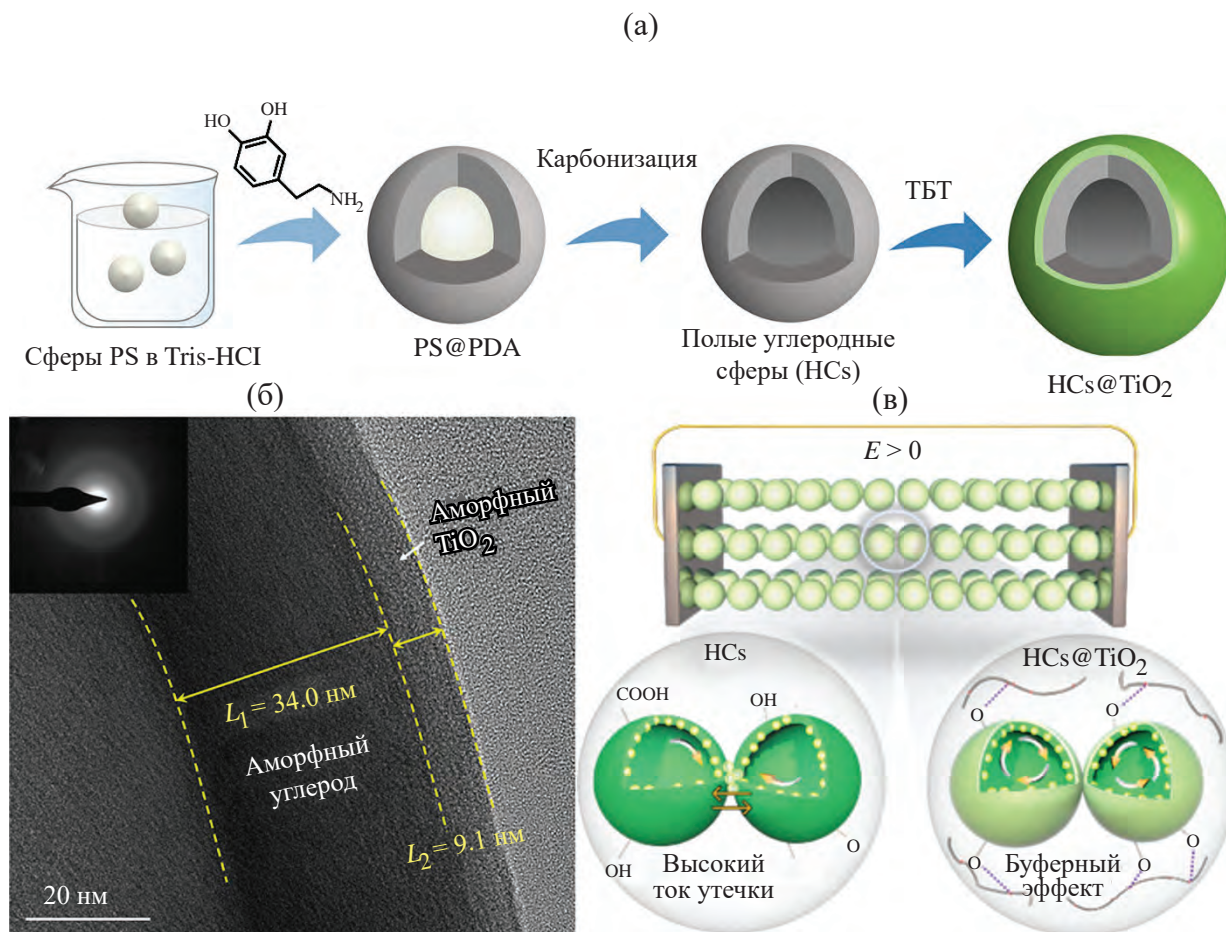 (а)
HO
OH
NH2
Карбонизация
ТБТ
Сферы PS в Tris-HCI
PS@PDA
Полые углеродные
сферы (HCs)
HCs@TiO2
(б)
Аморфный
TiO2
L1 = 34.0 нм
Аморфный
углерод
L2 = 9.1 нм
20 нм
(в)
E > 0
HCs
COOH
OH
OH
O
Высокий
ток утечки
HCs@TiO2
O
O
O
O
O
Буферный
эффект